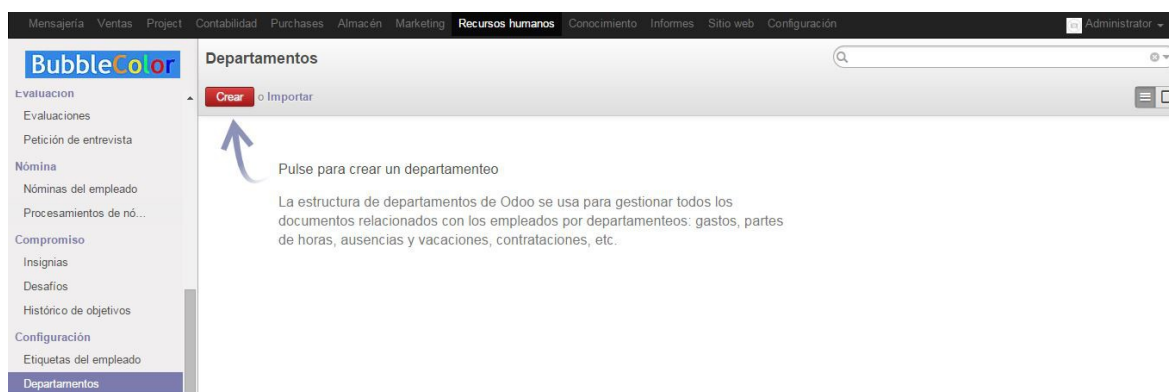 Mensajería Ventas Project Contabilidad Purchases Almacén Marketing Recursos humanos Conocimiento Informes Sitio web Configuración Administrator
BubbleColor
Departamentos
Evaluación
Crear o Importar
Evaluaciones
Petición de entrevista
Nómina
Nóminas del empleado
Procesamientos de nó...
Compromiso
Insignias
Desafíos
Histórico de objetivos
Configuración
Etiquetas del empleado
Departamentos
Pulse para crear un departamenteo
La estructura de departamentos de Odoo se usa para gestionar todos los
documentos relacionados con los empleados por departamenteos: gastos, partes
de horas, ausencias y vacaciones, contrataciones, etc.